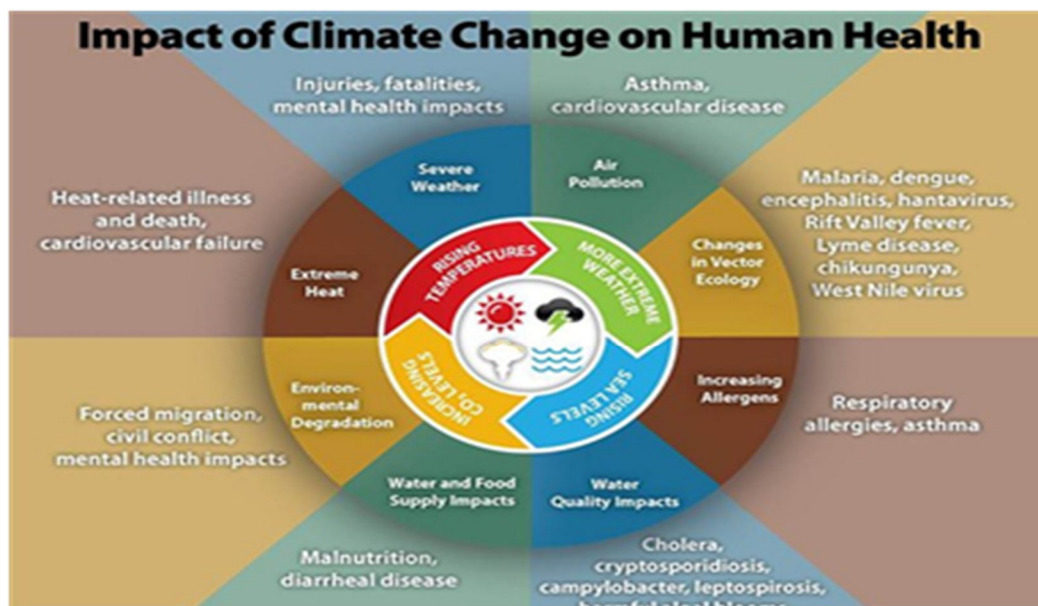 Impact of Climate Change on Human Health
Injuries, fatalities,
mental health impacts
Asthma,
cardiovascular disease
Severe
Weather
Air
Pollution
Heat-related illness
and death,
cardiovascular failure
Malaria, dengue,
encephalitis, hantavirus,
Rift Valley fever,
Lyme disease,
chikungunya,
West Nile virus
Extreme
Heat
Changes
in Vector
Ecology
RISING
TEMPERATURES
MORE EXTREME
WEATHER
INCREASING
CO₂ LEVELS
RISING
SEA LEVELS
Environ-
mental
Degradation
Increasing
Allergens
Forced migration,
civil conflict,
mental health impacts
Respiratory
allergies, asthma
Water and Food
Supply Impacts
Water
Quality Impacts
Malnutrition,
diarrheal disease
Cholera,
cryptosporidiosis,
campylobacter, leptospirosis,
harmful algal blooms